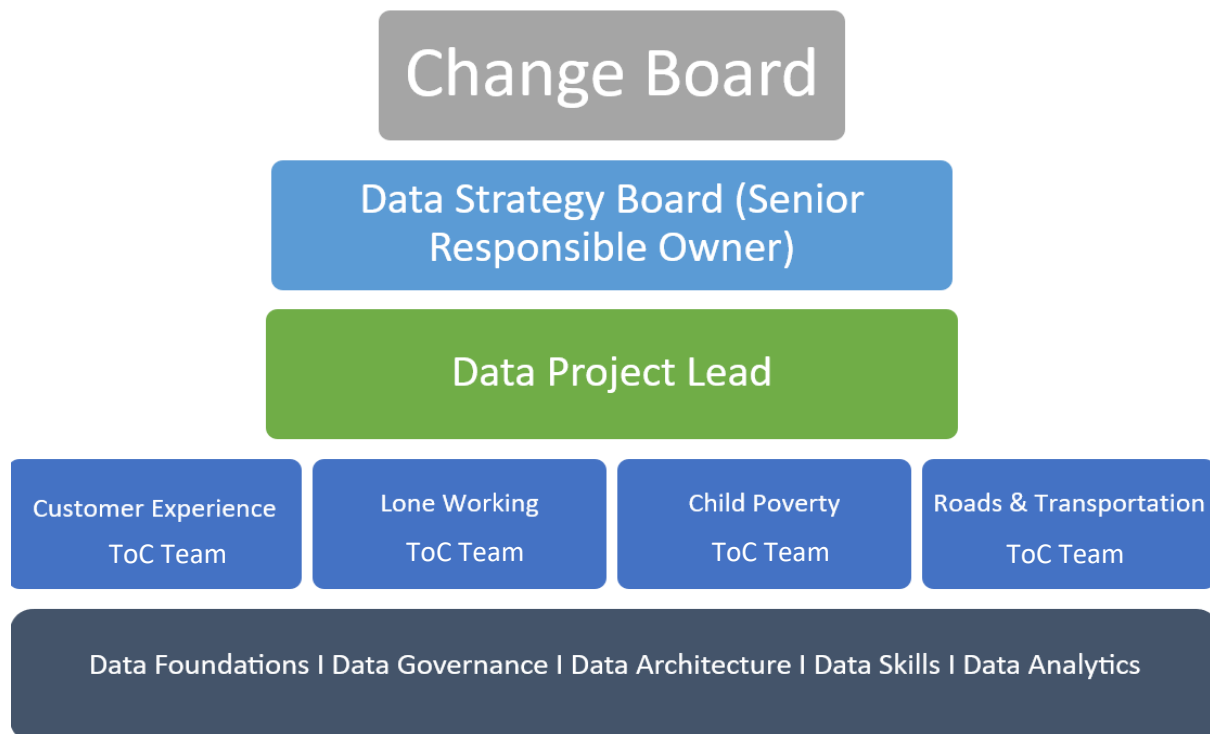 Change Board
Data Strategy Board (Senior
Responsible Owner)
Data Project Lead
Customer Experience
ToC Team
Lone Working
ToC Team
Child Poverty
ToC Team
Roads & Transportation
ToC Team
Data Foundations I Data Governance I Data Architecture I Data Skills I Data Analytics